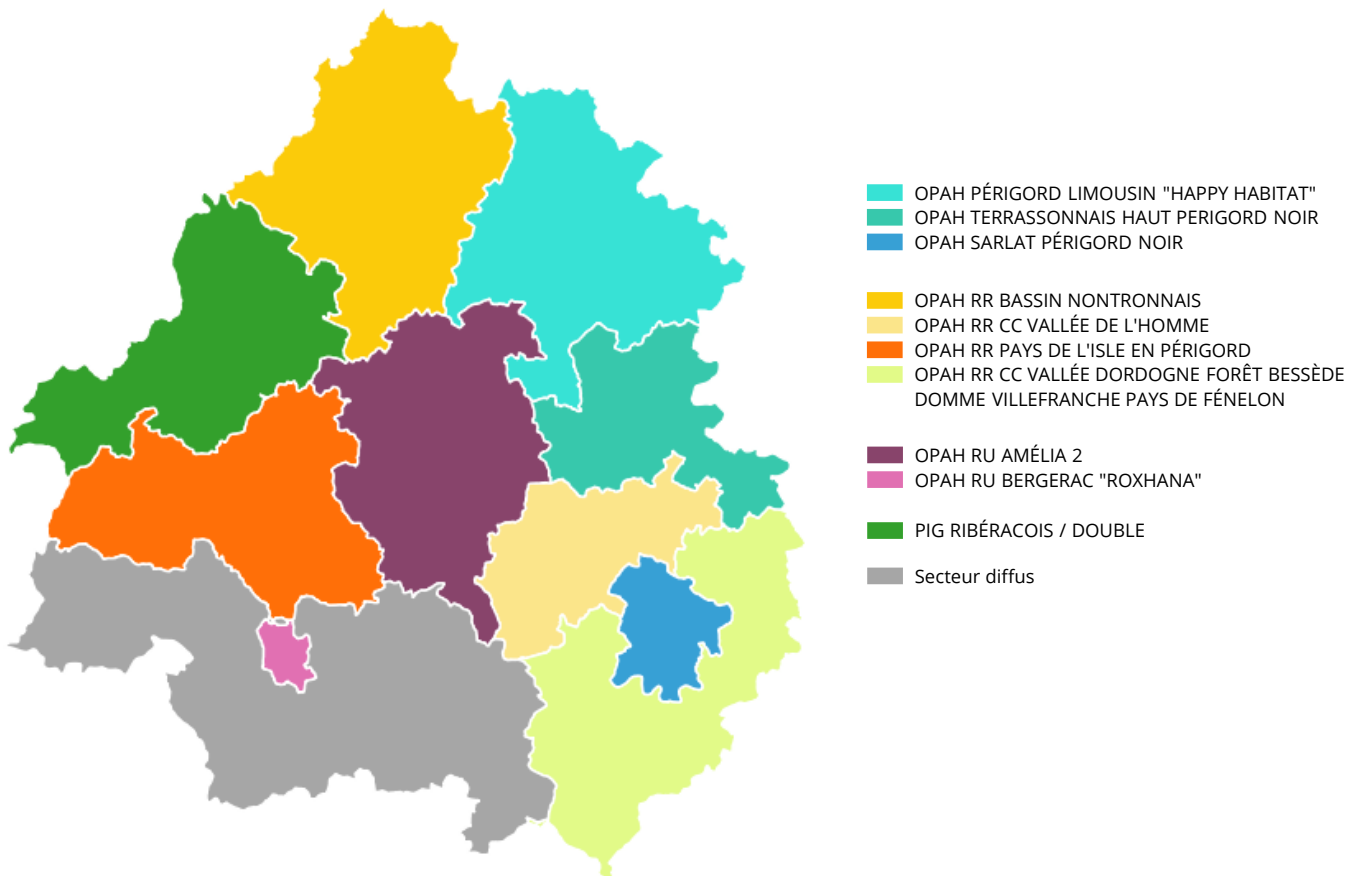 OPAH PÉRIGORD LIMOUSIN "HAPPY HABITAT"
OPAH TERRASSONNAIS HAUT PERIGORD NOIR
OPAH SARLAT PÉRIGORD NOIR
OPAH RR BASSIN NONTRONNAIS
OPAH RR CC VALLÉE DE L'HOMME
OPAH RR PAYS DE L'ISLE EN PÉRIGORD
OPAH RR CC VALLÉE DORDOGNE FORÊT BESSÈDE
DOMME VILLEFRANCHE PAYS DE FÉNELON
OPAH RU AMÉLIA 2
OPAH RU BERGERAC "ROXHANA"
PIG RIBÉRACOIS / DOUBLE
Secteur diffus